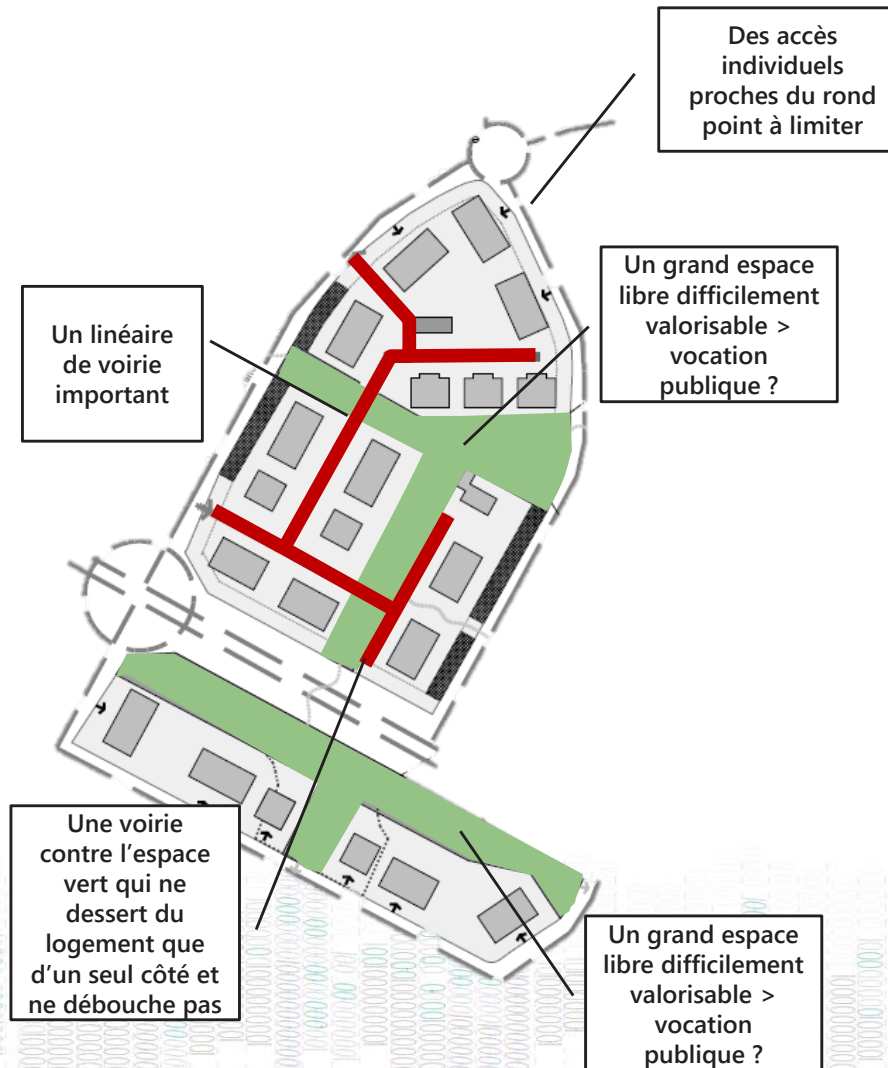 Des accès
individuels
proches du rond
point à limiter
Un grand espace
libre difficilement
valorisable >
vocation
publique ?
Un linéaire
de voirie
important
Une voirie
contre l'espace
vert qui ne
dessert du
logement que
d'un seul côté et
ne débouche pas
Un grand espace
libre difficilement
valorisable >
vocation
publique ?